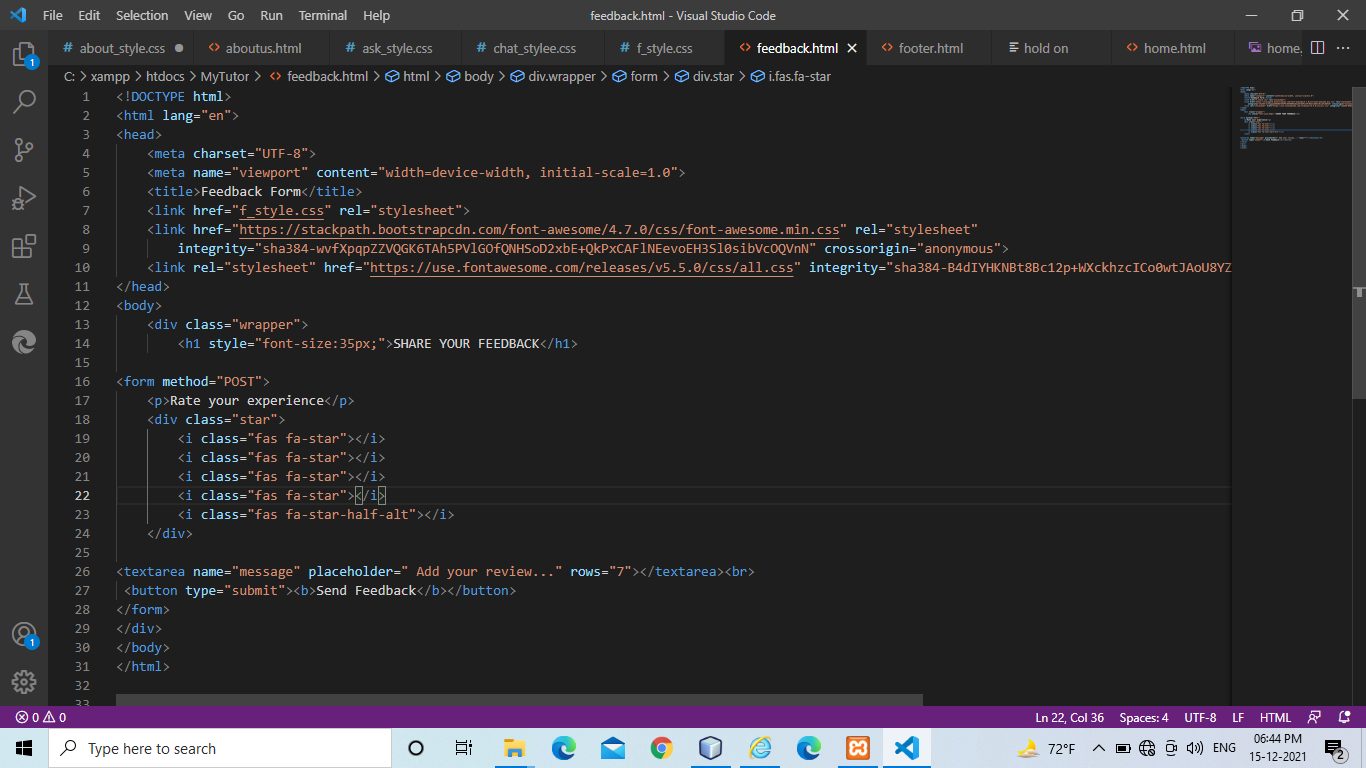 File Edit Selection View Go Run Terminal Help feedback.html - Visual Studio Code
# about_style.css ● <> aboutus.html # ask_style.css # chat_stylee.css # f_style.css <> feedback.html <> footer.html hold on <> home.html home.
C: > xampp > htdocs > MyTutor > <> feedback.html > html > body > div.wrapper > form > div.star > i.fas.fa-star
1 <!DOCTYPE html>
2 <html lang="en">
3 <head>
4 <meta charset="UTF-8">
5 <meta name="viewport" content="width=device-width, initial-scale=1.0">
6 <title>Feedback Form</title>
7 <link href="f_style.css" rel="stylesheet">
8 <link href="https://stackpath.bootstrapcdn.com/font-awesome/4.7.0/css/font-awesome.min.css" rel="stylesheet"
9 integrity="sha384-wvfXpqpZZVQGK6TAh5PVlGOfQNHSoD2xbE+QkPxCAFlNEevoEH3Sl0sibVcOQVnN" crossorigin="anonymous">
10 <link rel="stylesheet" href="https://use.fontawesome.com/releases/v5.5.0/css/all.css" integrity="sha384-B4dIYHKNBt8Bc12p+WXckhzcICo0wtJAoU8YZ
11 </head>
12 <body>
13 <div class="wrapper">
14 <h1 style="font-size:35px;">SHARE YOUR FEEDBACK</h1>
15
16 <form method="POST">
17 <p>Rate your experience</p>
18 <div class="star">
19 <i class="fas fa-star"></i>
20 <i class="fas fa-star"></i>
21 <i class="fas fa-star"></i>
22 <i class="fas fa-star"></i>
23 <i class="fas fa-star-half-alt"></i>
24 </div>
25
26 <textarea name="message" placeholder=" Add your review..." rows="7"></textarea><br>
27 <button type="submit"><b>Send Feedback</b></button>
28 </form>
29 </div>
30 </body>
31 </html>
32
33
1
1
0 0 Ln 22, Col 36 Spaces: 4 UTF-8 LF HTML
Type here to search 72°F ENG 06:44 PM
15-12-2021 2